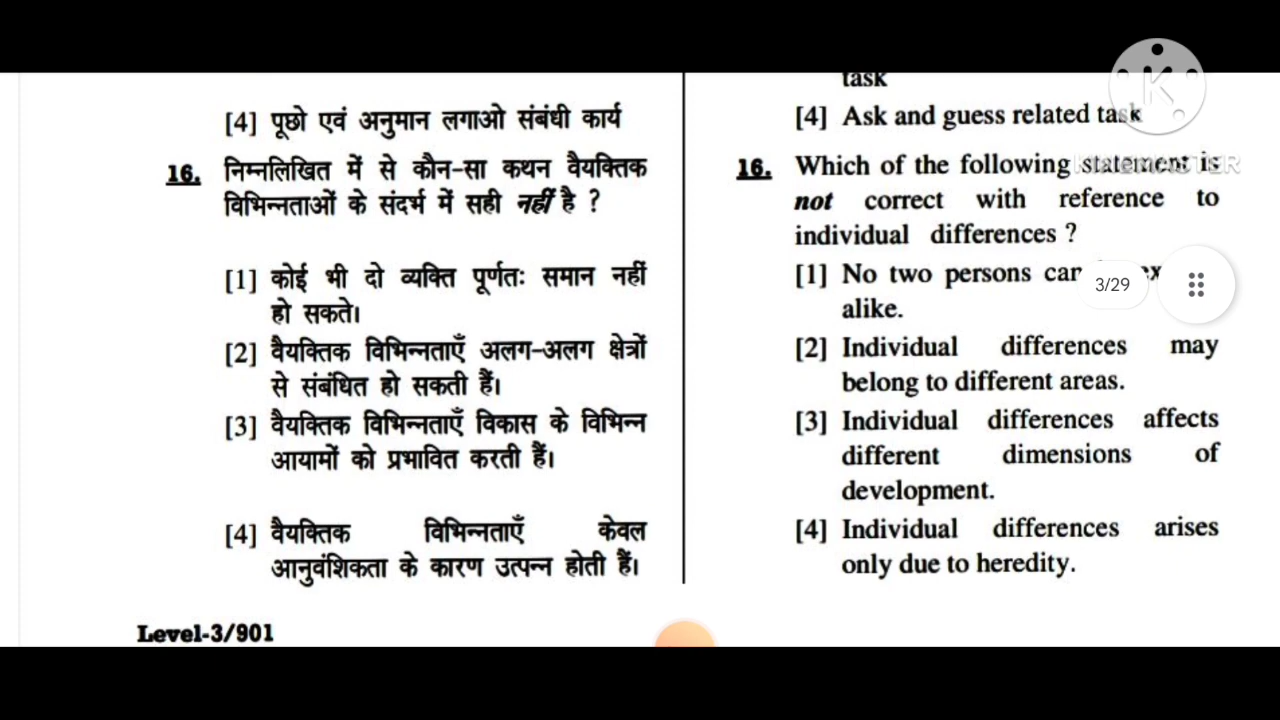 [4] पूछो एवं अनुमान लगाओ संबंधी कार्य
16. निम्नलिखित में से कौन-सा कथन वैयक्तिक
विभिन्नताओं के संदर्भ में सही नहीं है ?
[1] कोई भी दो व्यक्ति पूर्णतः समान नहीं
हो सकते।
[2] वैयक्तिक विभिन्नताएँ अलग-अलग क्षेत्रों
से संबंधित हो सकती हैं।
[3] वैयक्तिक विभिन्नताएँ विकास के विभिन्न
आयामों को प्रभावित करती हैं।
[4] वैयक्तिक विभिन्नताएँ केवल
आनुवंशिकता के कारण उत्पन्न होती हैं।
Level-3/901
task
[4] Ask and guess related task
16. Which of the following statement is
not correct with reference to
individual differences ?
[1] No two persons can
alike.
[2] Individual differences may
belong to different areas.
[3] Individual differences affects
different dimensions of
development.
[4] Individual differences arises
only due to heredity.
K
KINEMASTER
3/29